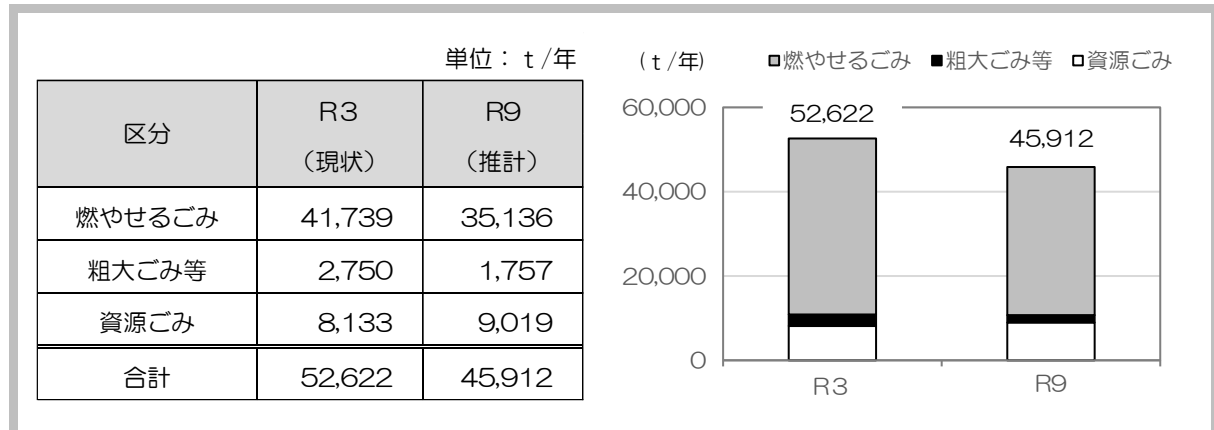 単位：ｔ/年
区分 R3（現状） R9（推計）
燃やせるごみ 41,739 35,136
粗大ごみ等 2,750 1,757
資源ごみ 8,133 9,019
合計 52,622 45,912
(ｔ/年) ■燃やせるごみ ■粗大ごみ等 □資源ごみ
60,000
52,622
45,912
40,000
20,000
0
R3 R9